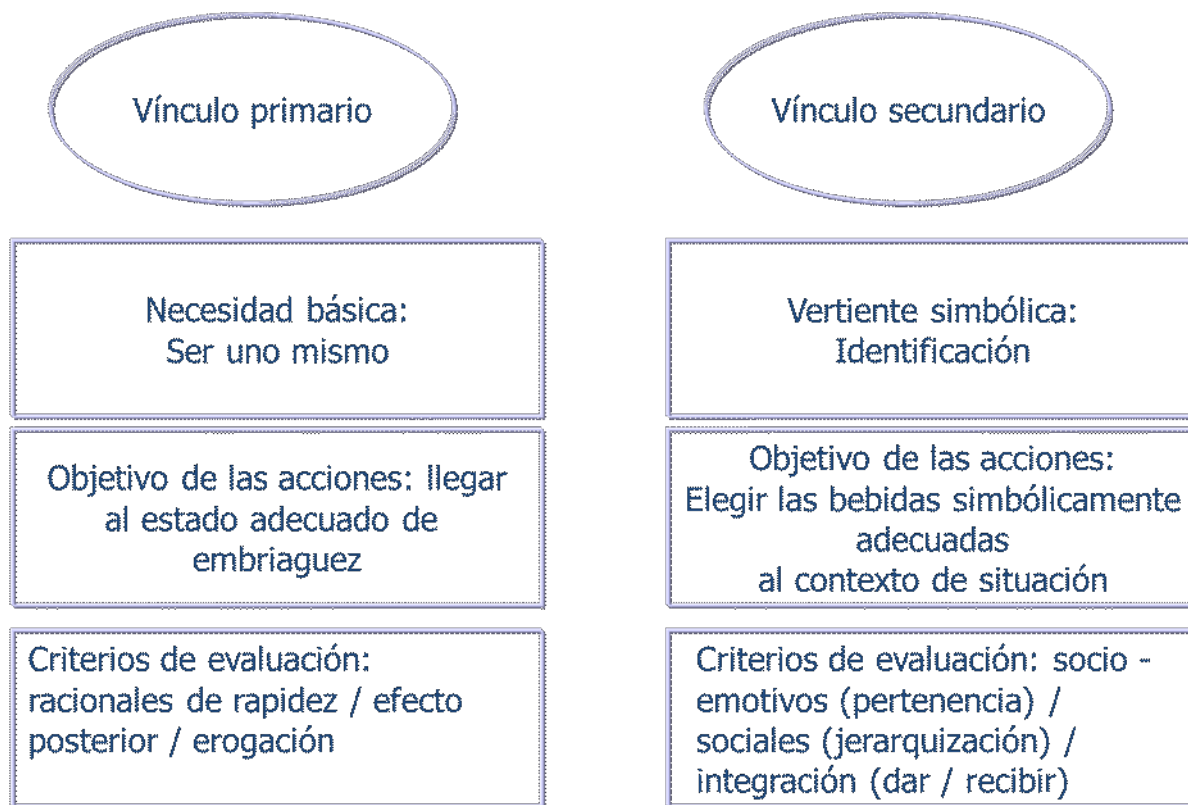 Vínculo primario
Necesidad básica:
Ser uno mismo
Objetivo de las acciones: llegar
al estado adecuado de
embriaguez
Criterios de evaluación:
racionales de rapidez / efecto
posterior / erogación
Vínculo secundario
Vertiente simbólica:
Identificación
Objetivo de las acciones:
Elegir las bebidas simbólicamente
adecuadas
al contexto de situación
Criterios de evaluación: socio -
emotivos (pertenencia) /
sociales (jerarquización) /
integración (dar / recibir)